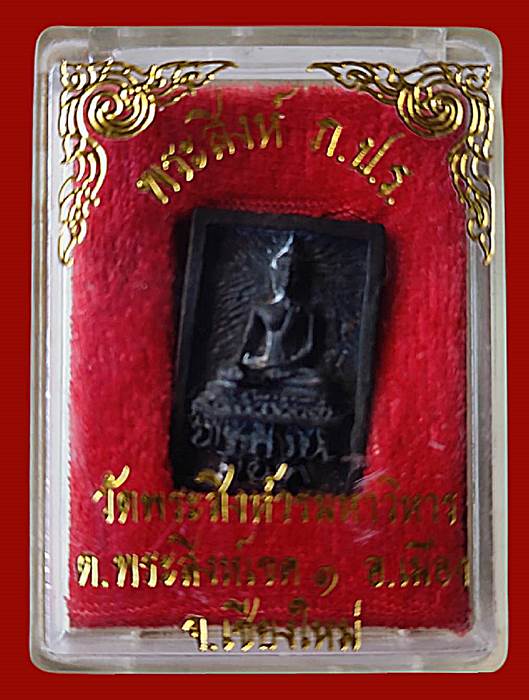 พระสิงห์ ภ.ป.ร.
วัดพระสิงห์วรมหาวิหาร
ต.พระสิงห์เขต ๑ อ.เมือง
จ.เชียงใหม่